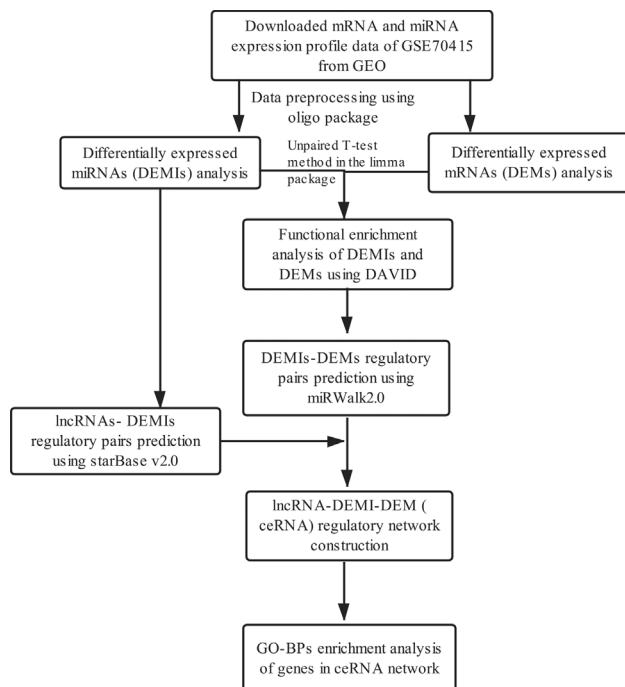 Downloaded mRNA and miRNA
expression profile data of GSE70415
from GEO
Data preprocessing using
oligo package
Differentially expressed
miRNAs (DEMIs) analysis
Unpaired T-test
method in the limma
package
Differentially expressed
mRNAs (DEMs) analysis
Functional enrichment
analysis of DEMIs and
DEMs using DAVID
DEMIs-DEMs regulatory
pairs prediction using
miRWalk2.0
lncRNAs- DEMIs
regulatory pairs prediction
using starBase v2.0
lncRNA-DEMI-DEM (
ceRNA) regulatory network
construction
GO-BPs enrichment analysis
of genes in ceRNA network